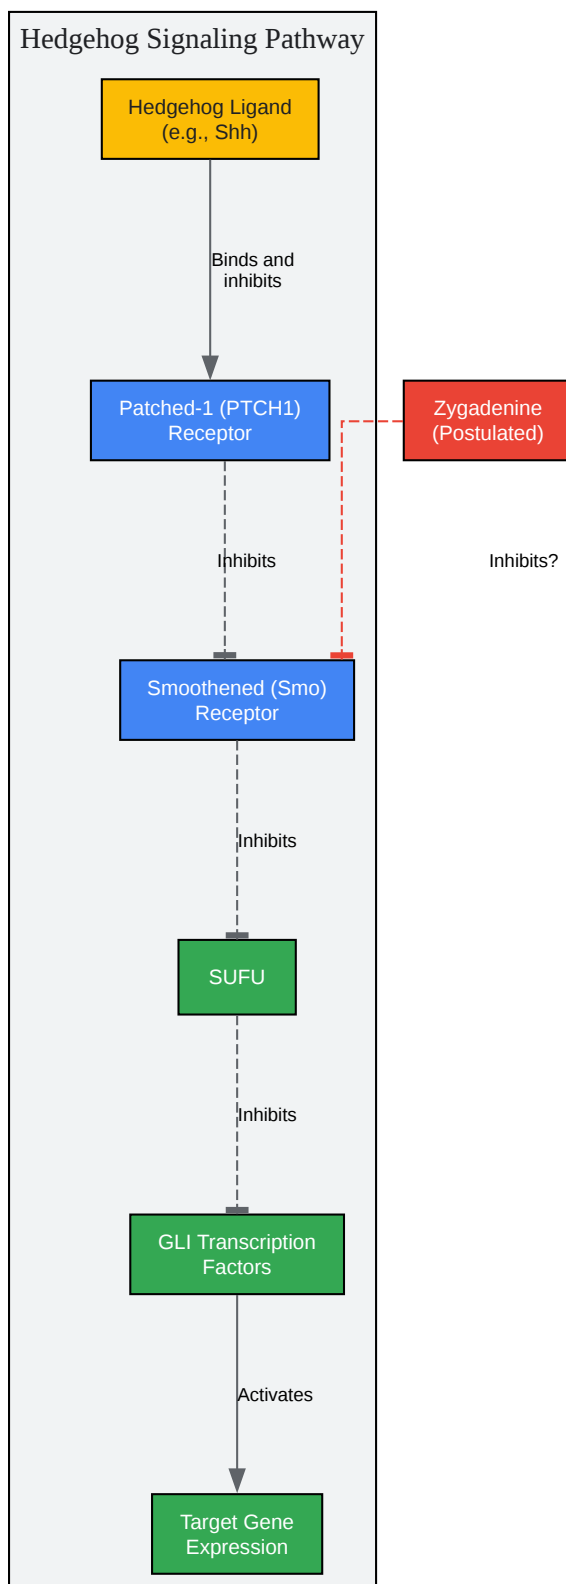 Hedgehog Signaling Pathway
Hedgehog Ligand
(e.g., Shh)
Binds and
inhibits
Patched-1 (PTCH1)
Receptor
Zygadenine
(Postulated)
Inhibits
Inhibits?
Smoothened (Smo)
Receptor
Inhibits
SUFU
Inhibits
GLI Transcription
Factors
Activates
Target Gene
Expression